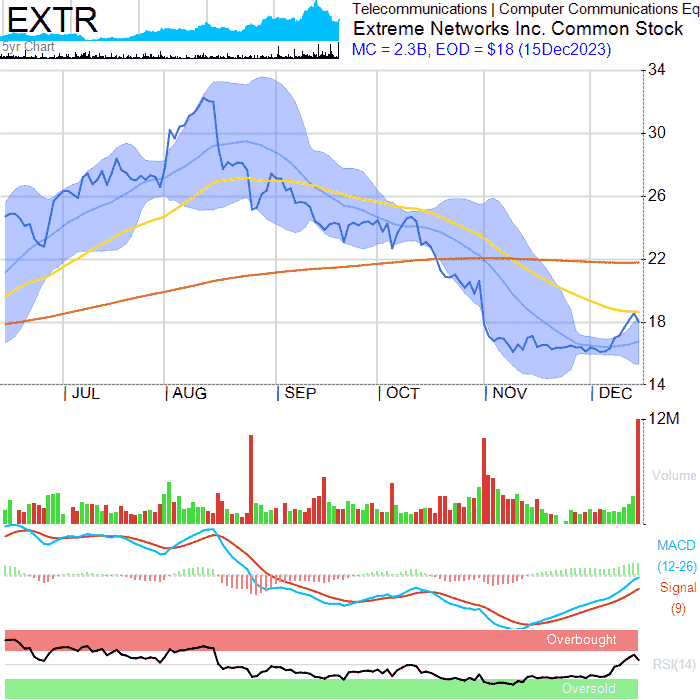 EXTR
Telecommunications | Computer Communications Eq
Extreme Networks Inc. Common Stock
MC = 2.3B, EOD = $18 (15Dec2023)
5yr Chart
34
30
26
22
18
14
JUL AUG SEP OCT NOV DEC
12M
Volume
MACD
(12-26)
Signal
(9)
Overbought
RSI(14)
Oversold